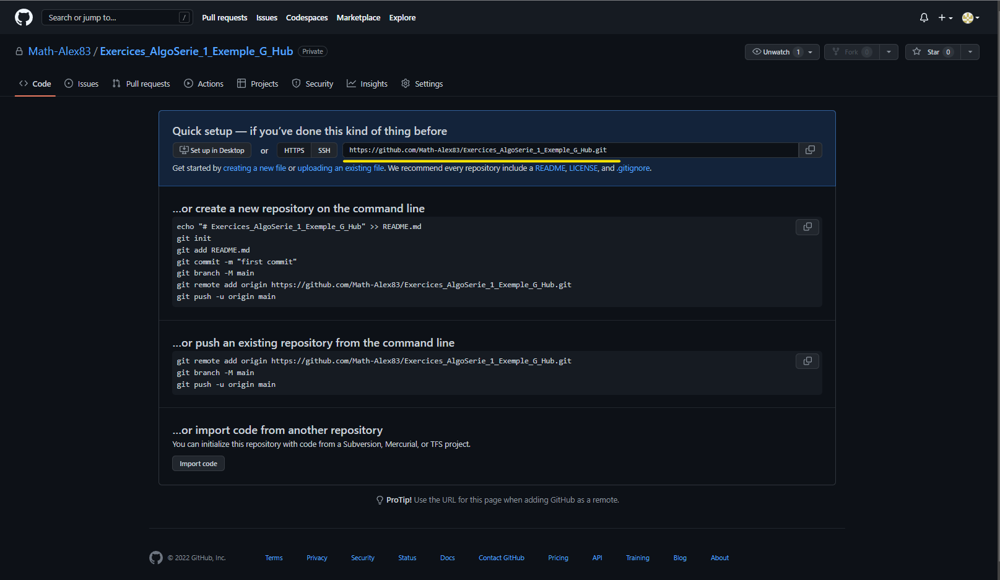 Search or jump to... / Pull requests Issues Codespaces Marketplace Explore
Math-Alex83 / Exercices_AlgoSerie_1_Exemple_G_Hub Private Unwatch 1 Fork 0 Star 0
Code Issues Pull requests Actions Projects Security Insights Settings
Quick setup — if you’ve done this kind of thing before
Set up in Desktop or HTTPS SSH https://github.com/Math-Alex83/Exercices_AlgoSerie_1_Exemple_G_Hub.git
Get started by creating a new file or uploading an existing file. We recommend every repository include a README, LICENSE, and .gitignore.
…or create a new repository on the command line
echo "# Exercices_AlgoSerie_1_Exemple_G_Hub" >> README.md
git init
git add README.md
git commit -m "first commit"
git branch -M main
git remote add origin https://github.com/Math-Alex83/Exercices_AlgoSerie_1_Exemple_G_Hub.git
git push -u origin main
…or push an existing repository from the command line
git remote add origin https://github.com/Math-Alex83/Exercices_AlgoSerie_1_Exemple_G_Hub.git
git branch -M main
git push -u origin main
…or import code from another repository
You can initialize this repository with code from a Subversion, Mercurial, or TFS project.
Import code
ProTip! Use the URL for this page when adding GitHub as a remote.
© 2022 GitHub, Inc. Terms Privacy Security Status Docs Contact GitHub Pricing API Training Blog About